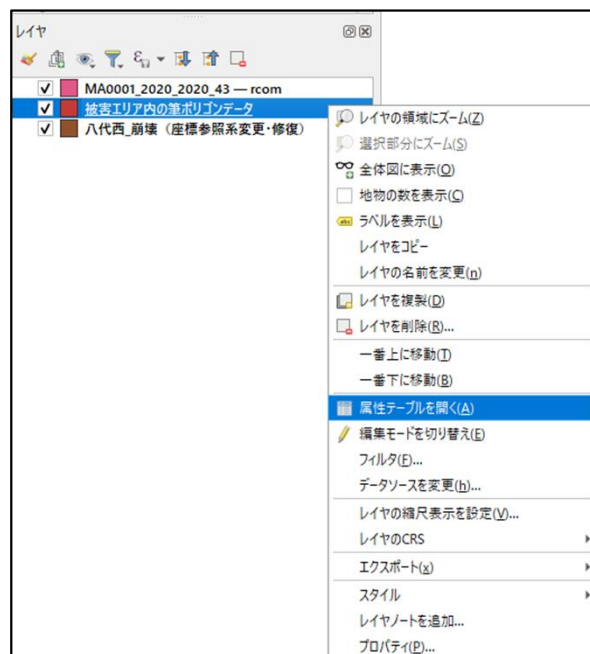 レイヤ
MA0001_2020_2020_43 — rcom
被害エリア内の筆ポリゴンデータ
八代西_崩壊（座標参照系変更・修復）
レイヤの領域にズーム(Z)
選択部分にズーム(S)
全体図に表示(O)
地物の数を表示(C)
abc ラベルを表示(L)
レイヤをコピー
レイヤの名前を変更(n)
レイヤを複製(D)
レイヤを削除(R)...
一番上に移動(T)
一番下に移動(B)
属性テーブルを開く(A)
編集モードを切り替え(E)
フィルタ(F)...
データソースを変更(h)...
レイヤの縮尺表示を設定(V)...
レイヤのCRS
エクスポート(x)
スタイル
レイヤノートを追加...
プロパティ(P)...